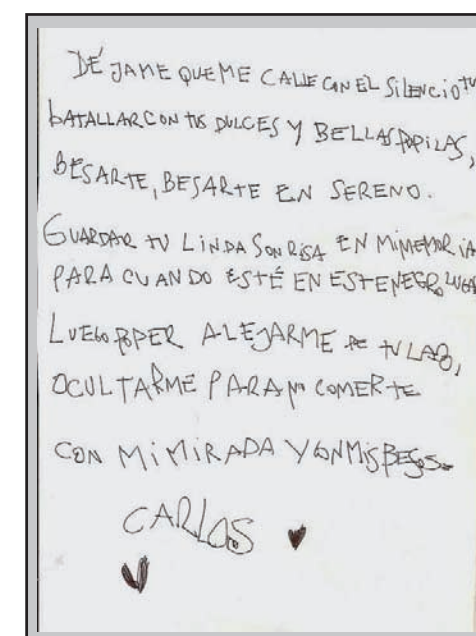 DÉJAME QUE ME CALLE CON EL SILENCIO TU
BATALLAR CON TUS DULCES Y BELLAS PUPILAS,
BESARTE, BESARTE EN SERENO.
GUARDAR TU LINDA SONRISA EN MI MEMORIA
PARA CUANDO ESTÉ EN ESTE NEGRO LUGAR
LUEGO PODER ALEJARME DE TU LADO,
OCULTARME PARA NO COMERTE
CON MI MIRADA Y CON MIS BESOS.
CARLOS